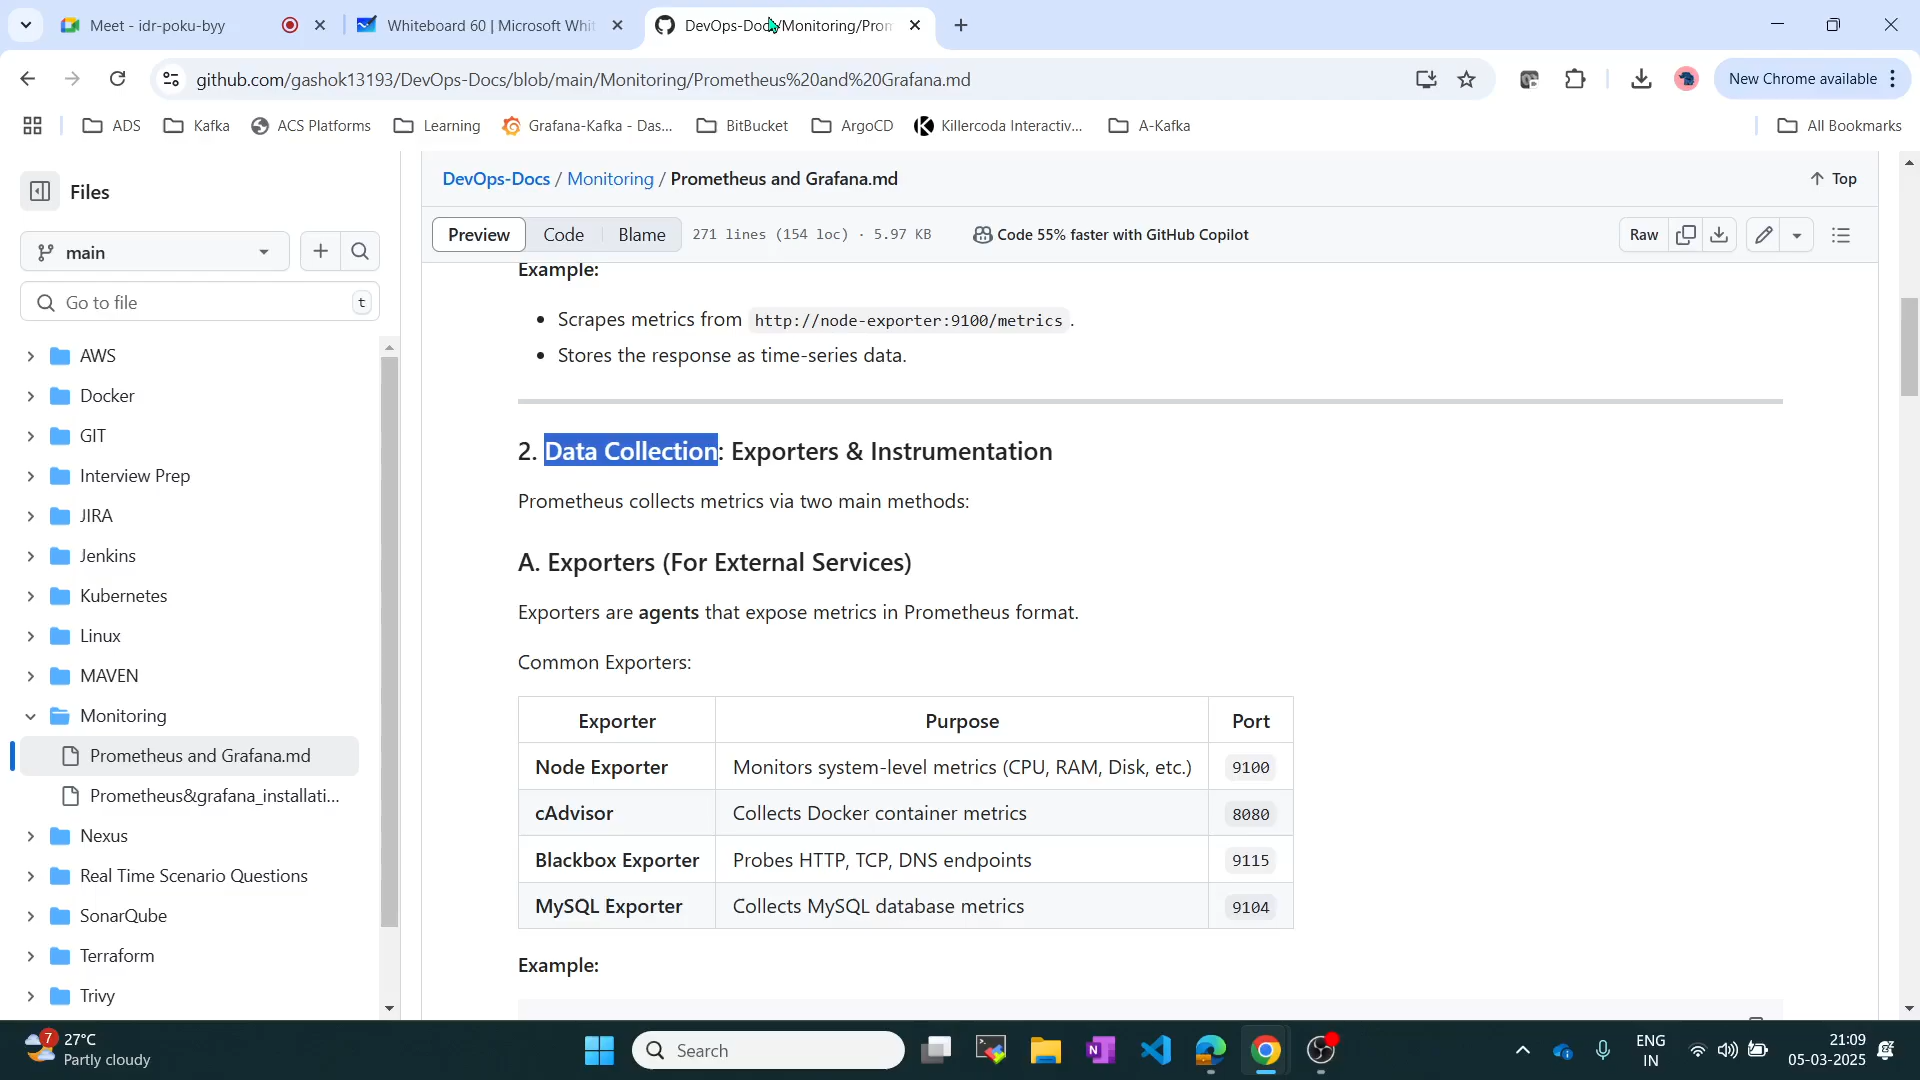 Meet - idr-poku-byy
Whiteboard 60 | Microsoft Whi
DevOps-Docs/Monitoring/Prom
github.com/gashok13193/DevOps-Docs/blob/main/Monitoring/Prometheus%20and%20Grafana.md
New Chrome available
ADS
Kafka
ACS Platforms
Learning
Grafana-Kafka - Das...
BitBucket
ArgoCD
Killercoda Interactiv...
A-Kafka
All Bookmarks
Files
main
Go to file
t
AWS
Docker
GIT
Interview Prep
JIRA
Jenkins
Kubernetes
Linux
MAVEN
Monitoring
Prometheus and Grafana.md
Prometheus&grafana_installati...
Nexus
Real Time Scenario Questions
SonarQube
Terraform
Trivy
DevOps-Docs / Monitoring / Prometheus and Grafana.md
Top
Preview
Code
Blame
271 lines (154 loc) · 5.97 KB
Code 55% faster with GitHub Copilot
Raw
Example:
• Scrapes metrics from http://node-exporter:9100/metrics.
• Stores the response as time-series data.
2. Data Collection: Exporters & Instrumentation
Prometheus collects metrics via two main methods:
A. Exporters (For External Services)
Exporters are agents that expose metrics in Prometheus format.
Common Exporters:
Exporter Purpose Port
Node Exporter Monitors system-level metrics (CPU, RAM, Disk, etc.) 9100
cAdvisor Collects Docker container metrics 8080
Blackbox Exporter Probes HTTP, TCP, DNS endpoints 9115
MySQL Exporter Collects MySQL database metrics 9104
Example:
7
27°C
Partly cloudy
Search
ENG
IN
21:09
05-03-2025